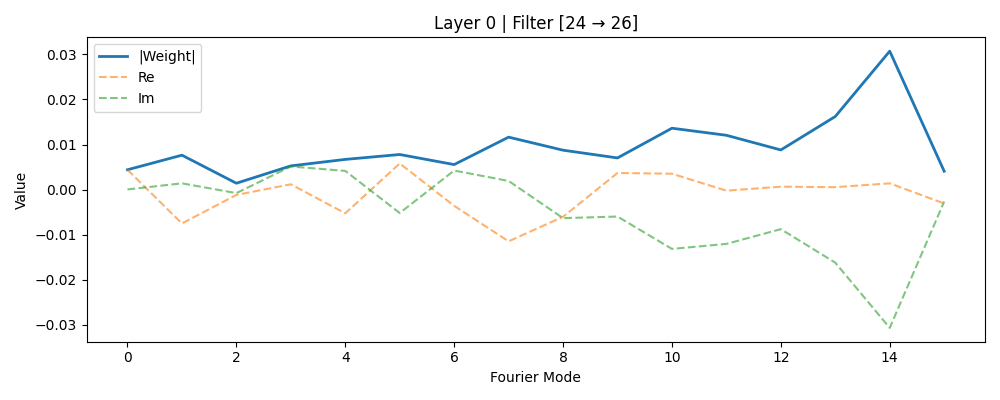 Layer 0 | Filter [24 → 26]
|Weight|
Re
Im
0.03
0.02
0.01
0.00
−0.01
−0.02
−0.03
Value
0 2 4 6 8 10 12 14
Fourier Mode